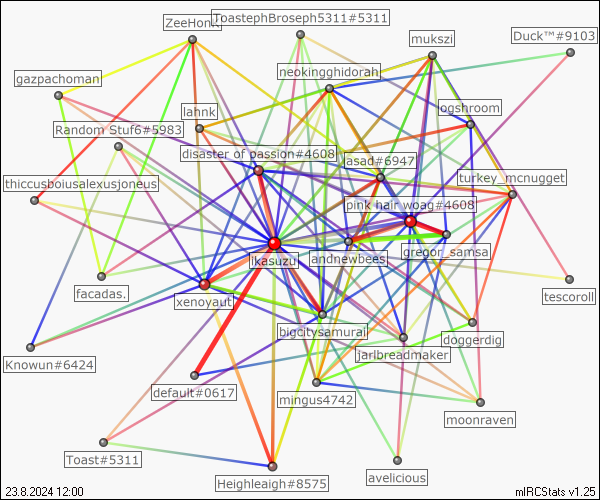 ZeeHonk
ToastephBroseph5311#5311
mukszi
Duck™#9103
gazpachoman
neokingghidorah
lahnk
ogshroom
Random Stuf6#5983
disaster of passion#4608
asad#6947
thiccusboiusalexusjoneus
turkey_mcnugget
pink hair woag#4608
lkasuzu
andnewbees
gregor_samsa
facadas.
xenoyaut
tescoroll
bigcitysamurai
doggerdig
Knowun#6424
jarlbreadmaker
default#0617
mingus4742
moonraven
Toast#5311
Heighleaigh#8575
avelicious
23.8.2024 12:00
mIRCStats v1.25